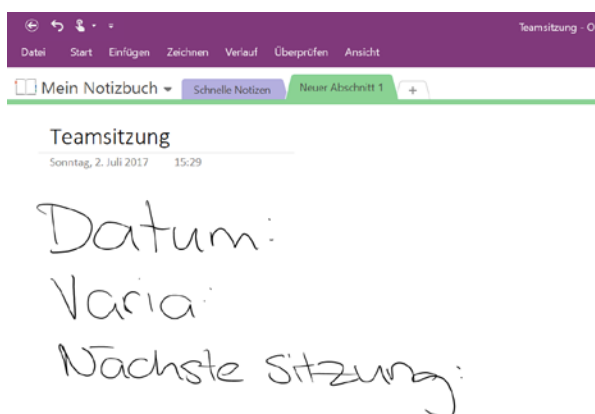 Teamsitzung - O
Datei Start Einfügen Zeichnen Verlauf Überprüfen Ansicht
Mein Notizbuch Schnelle Notizen Neuer Abschnitt 1 +
Teamsitzung
Sonntag, 2. Juli 2017 15:29
Datum:
Varia:
Nächste Sitzung: